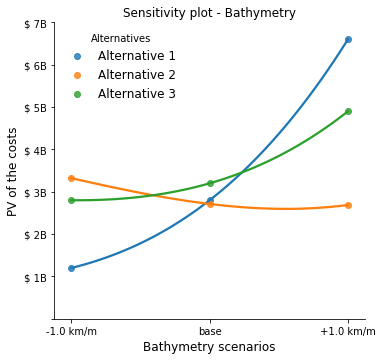 Sensitivity plot - Bathymetry
$ 7B
$ 6B
$ 5B
$ 4B
$ 3B
$ 2B
$ 1B
PV of the costs
Alternatives
Alternative 1
Alternative 2
Alternative 3
-1.0 km/m
base
+1.0 km/m
Bathymetry scenarios